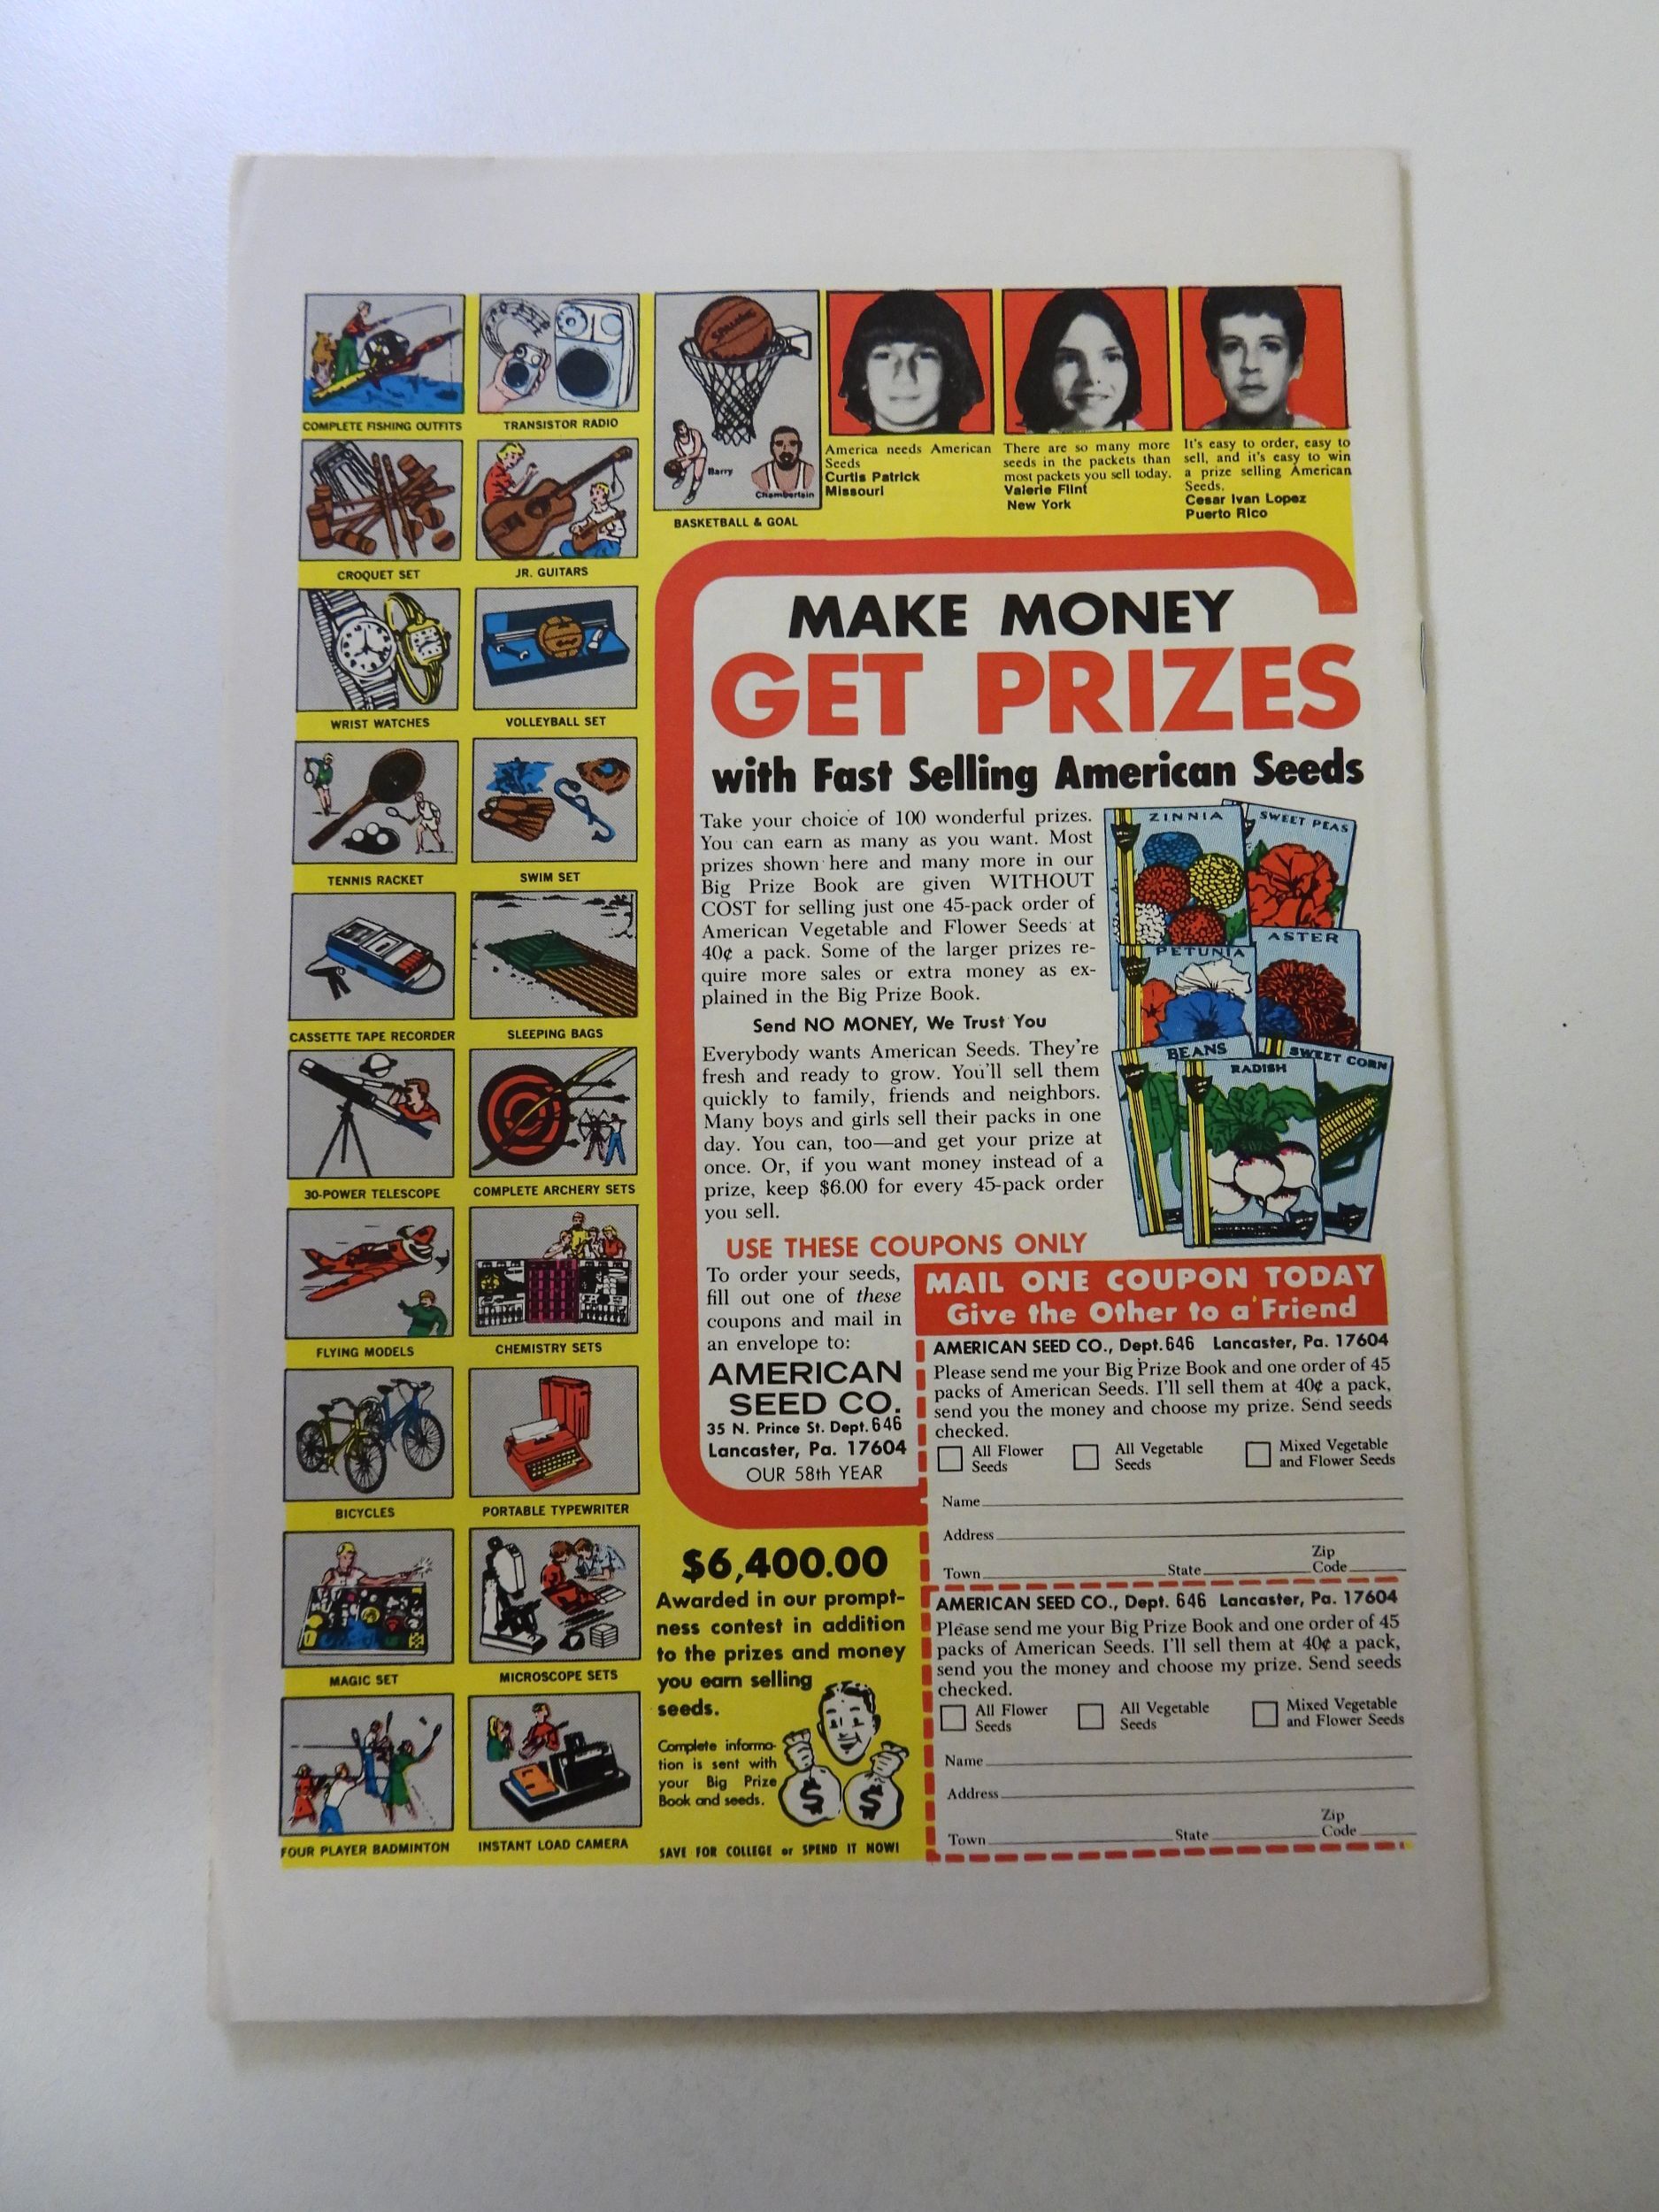 COMPLETE FISHING OUTFITS
TRANSISTOR RADIO
CROQUET SET
JR. GUITARS
WRIST WATCHES
VOLLEYBALL SET
TENNIS RACKET
SWIM SET
CASSETTE TAPE RECORDER
SLEEPING BAGS
30-POWER TELESCOPE
COMPLETE ARCHERY SETS
FLYING MODELS
CHEMISTRY SETS
BICYCLES
PORTABLE TYPEWRITER
MAGIC SET
MICROSCOPE SETS
FOUR PLAYER BADMINTON
INSTANT LOAD CAMERA
SPALDING
Barry
Chamberlain
BASKETBALL & GOAL
America needs American
Seeds
Curtis Patrick
Missouri
There are so many more
seeds in the packets than
most packets you sell today.
Valerie Flint
New York
It's easy to order, easy to
sell, and it's easy to win
a prize selling American
Seeds.
Cesar Ivan Lopez
Puerto Rico
MAKE MONEY
GET PRIZES
with Fast Selling American Seeds
Take your choice of 100 wonderful prizes.
You can earn as many as you want. Most
prizes shown here and many more in our
Big Prize Book are given WITHOUT
COST for selling just one 45-pack order of
American Vegetable and Flower Seeds at
40¢ a pack. Some of the larger prizes re-
quire more sales or extra money as ex-
plained in the Big Prize Book.
Send NO MONEY, We Trust You
Everybody wants American Seeds. They're
fresh and ready to grow. You'll sell them
quickly to family, friends and neighbors.
Many boys and girls sell their packs in one
day. You can, too—and get your prize at
once. Or, if you want money instead of a
prize, keep $6.00 for every 45-pack order
you sell.
ZINNIA
SWEET PEAS
PETUNIA
ASTER
BEANS
RADISH
SWEET CORN
USE THESE COUPONS ONLY
To order your seeds,
fill out one of these
coupons and mail in
an envelope to:
AMERICAN
SEED CO.
35 N. Prince St. Dept. 646
Lancaster, Pa. 17604
OUR 58th YEAR
MAIL ONE COUPON TODAY
Give the Other to a Friend
AMERICAN SEED CO., Dept. 646 Lancaster, Pa. 17604
Please send me your Big Prize Book and one order of 45
packs of American Seeds. I'll sell them at 40¢ a pack,
send you the money and choose my prize. Send seeds
checked.
All Flower
Seeds
All Vegetable
Seeds
Mixed Vegetable
and Flower Seeds
Name
Address
Town State Zip
Code
AMERICAN SEED CO., Dept. 646 Lancaster, Pa. 17604
Please send me your Big Prize Book and one order of 45
packs of American Seeds. I'll sell them at 40¢ a pack,
send you the money and choose my prize. Send seeds
checked.
All Flower
Seeds
All Vegetable
Seeds
Mixed Vegetable
and Flower Seeds
Name
Address
Town State Zip
Code
$6,400.00
Awarded in our prompt-
ness contest in addition
to the prizes and money
you earn selling
seeds.
Complete informa-
tion is sent with
your Big Prize
Book and seeds.
$ $
SAVE FOR COLLEGE or SPEND IT NOW!